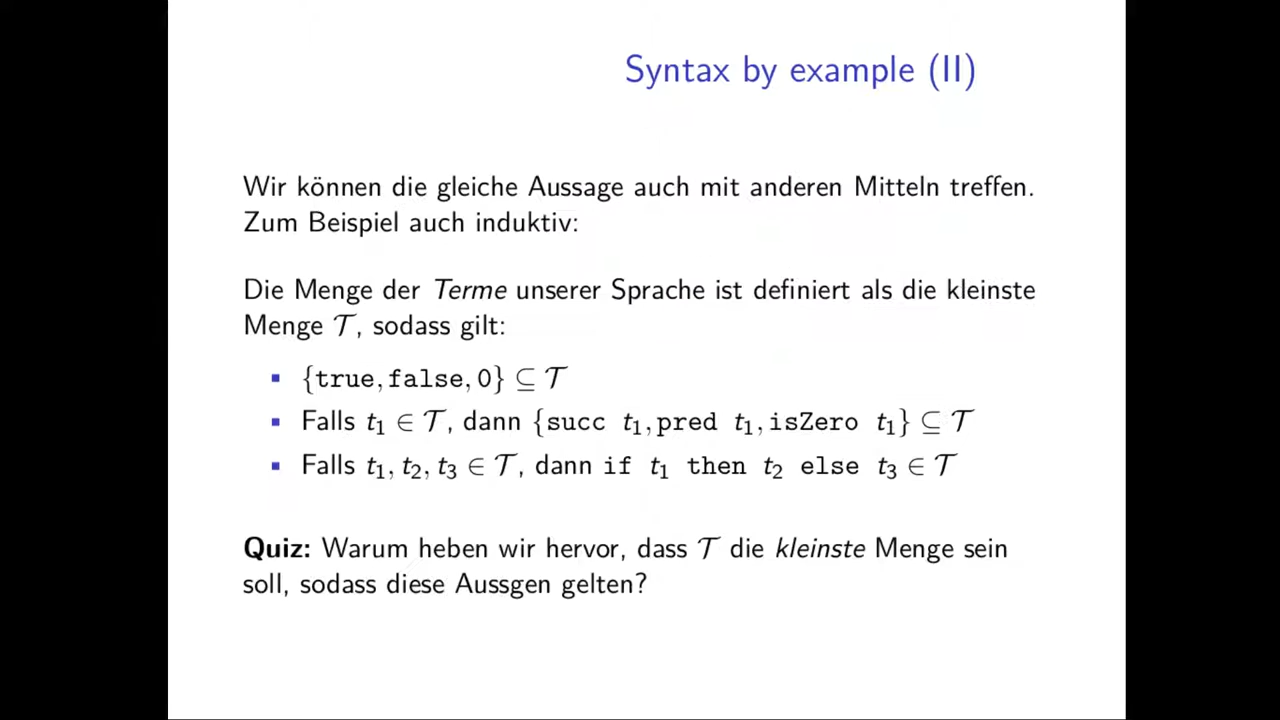 Syntax by example (II)
Wir können die gleiche Aussage auch mit anderen Mitteln treffen.
Zum Beispiel auch induktiv:
Die Menge der Terme unserer Sprache ist definiert als die kleinste
Menge 𝒯, sodass gilt:
▪ {true, false, 0} ⊆ 𝒯
▪ Falls t₁ ∈ 𝒯, dann {succ t₁, pred t₁, isZero t₁} ⊆ 𝒯
▪ Falls t₁, t₂, t₃ ∈ 𝒯, dann if t₁ then t₂ else t₃ ∈ 𝒯
Quiz: Warum heben wir hervor, dass 𝒯 die kleinste Menge sein
soll, sodass diese Aussgen gelten?